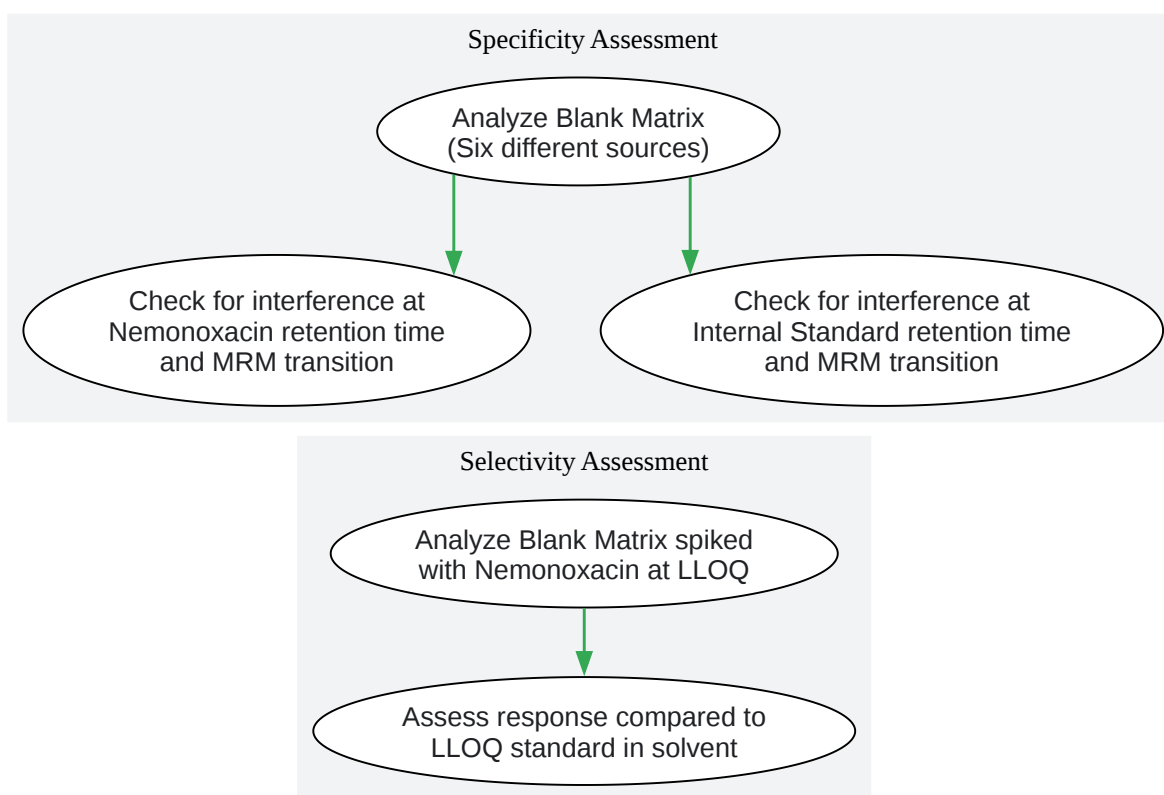 Specificity Assessment
Analyze Blank Matrix
(Six different sources)
Check for interference at
Nemonoxacin retention time
and MRM transition
Check for interference at
Internal Standard retention time
and MRM transition
Selectivity Assessment
Analyze Blank Matrix spiked
with Nemonoxacin at LLOQ
Assess response compared to
LLOQ standard in solvent